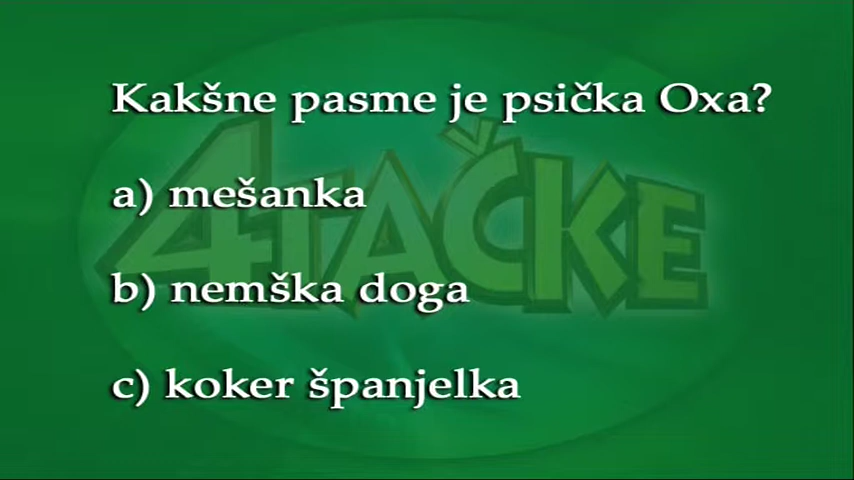 Kakšne pasme je psička Oxa?
a) mešanka
4TAČKE
b) nemška doga
c) koker španjelka